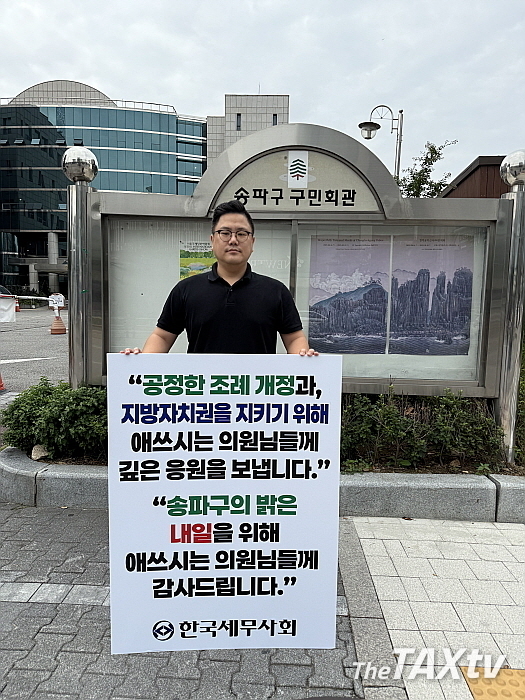 송파구 구민회관
“공정한 조례 개정과,
지방자치권을 지키기 위해
애쓰시는 의원님들께
깊은 응원을 보냅니다.”
“송파구의 밝은
내일을 위해
애쓰시는 의원님들께
감사드립니다.”
한국세무사회
The TAXtv